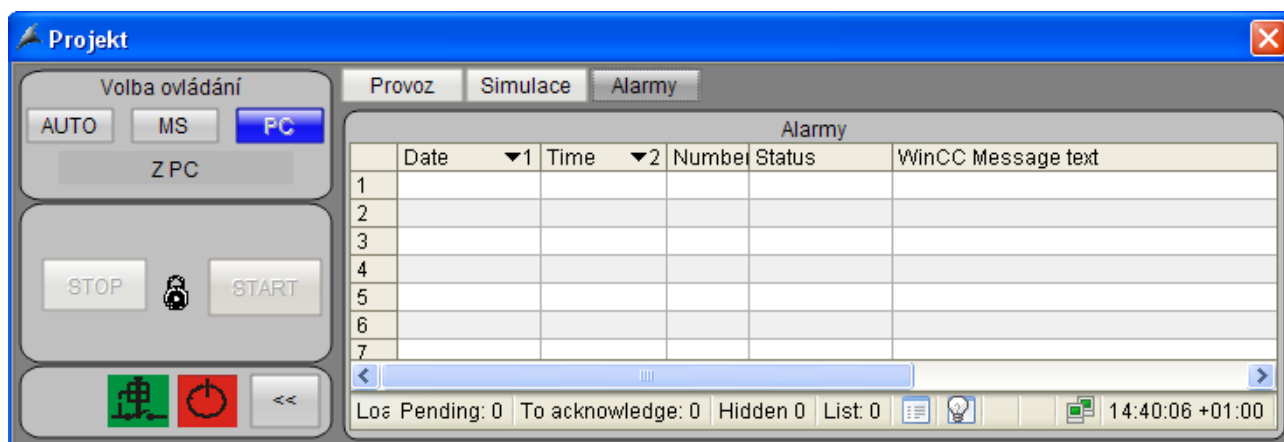 Projekt
Volba ovládání
AUTO MS PC
Z PC
STOP START
<<
Provoz Simulace Alarmy
Alarmy
Date 1 Time 2 Number Status WinCC Message text
1
2
3
4
5
6
7
Loa Pending: 0 To acknowledge: 0 Hidden 0 List: 0 14:40:06 +01:00